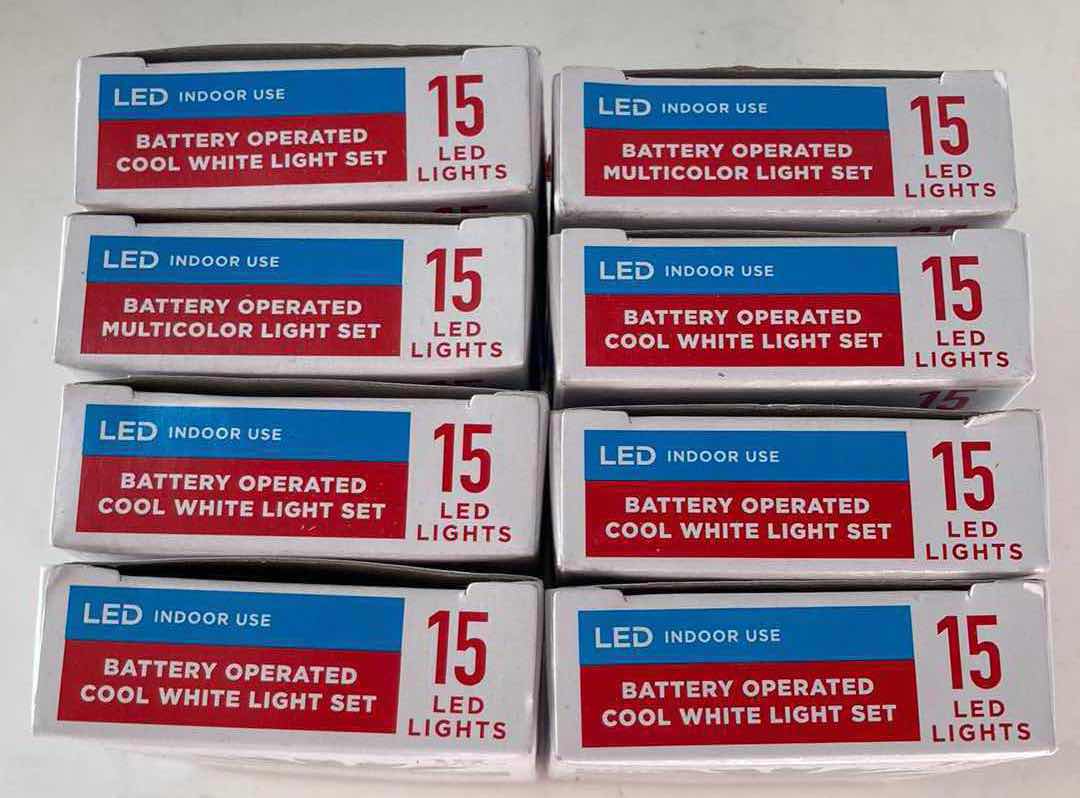 LED INDOOR USE
BATTERY OPERATED
COOL WHITE LIGHT SET
15
LED
LIGHTS
LED INDOOR USE
BATTERY OPERATED
MULTICOLOR LIGHT SET
15
LED
LIGHTS
LED INDOOR USE
BATTERY OPERATED
COOL WHITE LIGHT SET
15
LED
LIGHTS
LED INDOOR USE
BATTERY OPERATED
COOL WHITE LIGHT SET
15
LED
LIGHTS
LED INDOOR USE
BATTERY OPERATED
MULTICOLOR LIGHT SET
15
LED
LIGHTS
LED INDOOR USE
BATTERY OPERATED
COOL WHITE LIGHT SET
15
LED
LIGHTS
15
LED INDOOR USE
BATTERY OPERATED
COOL WHITE LIGHT SET
15
LED
LIGHTS
LED INDOOR USE
BATTERY OPERATED
COOL WHITE LIGHT SET
15
LED
LIGHTS